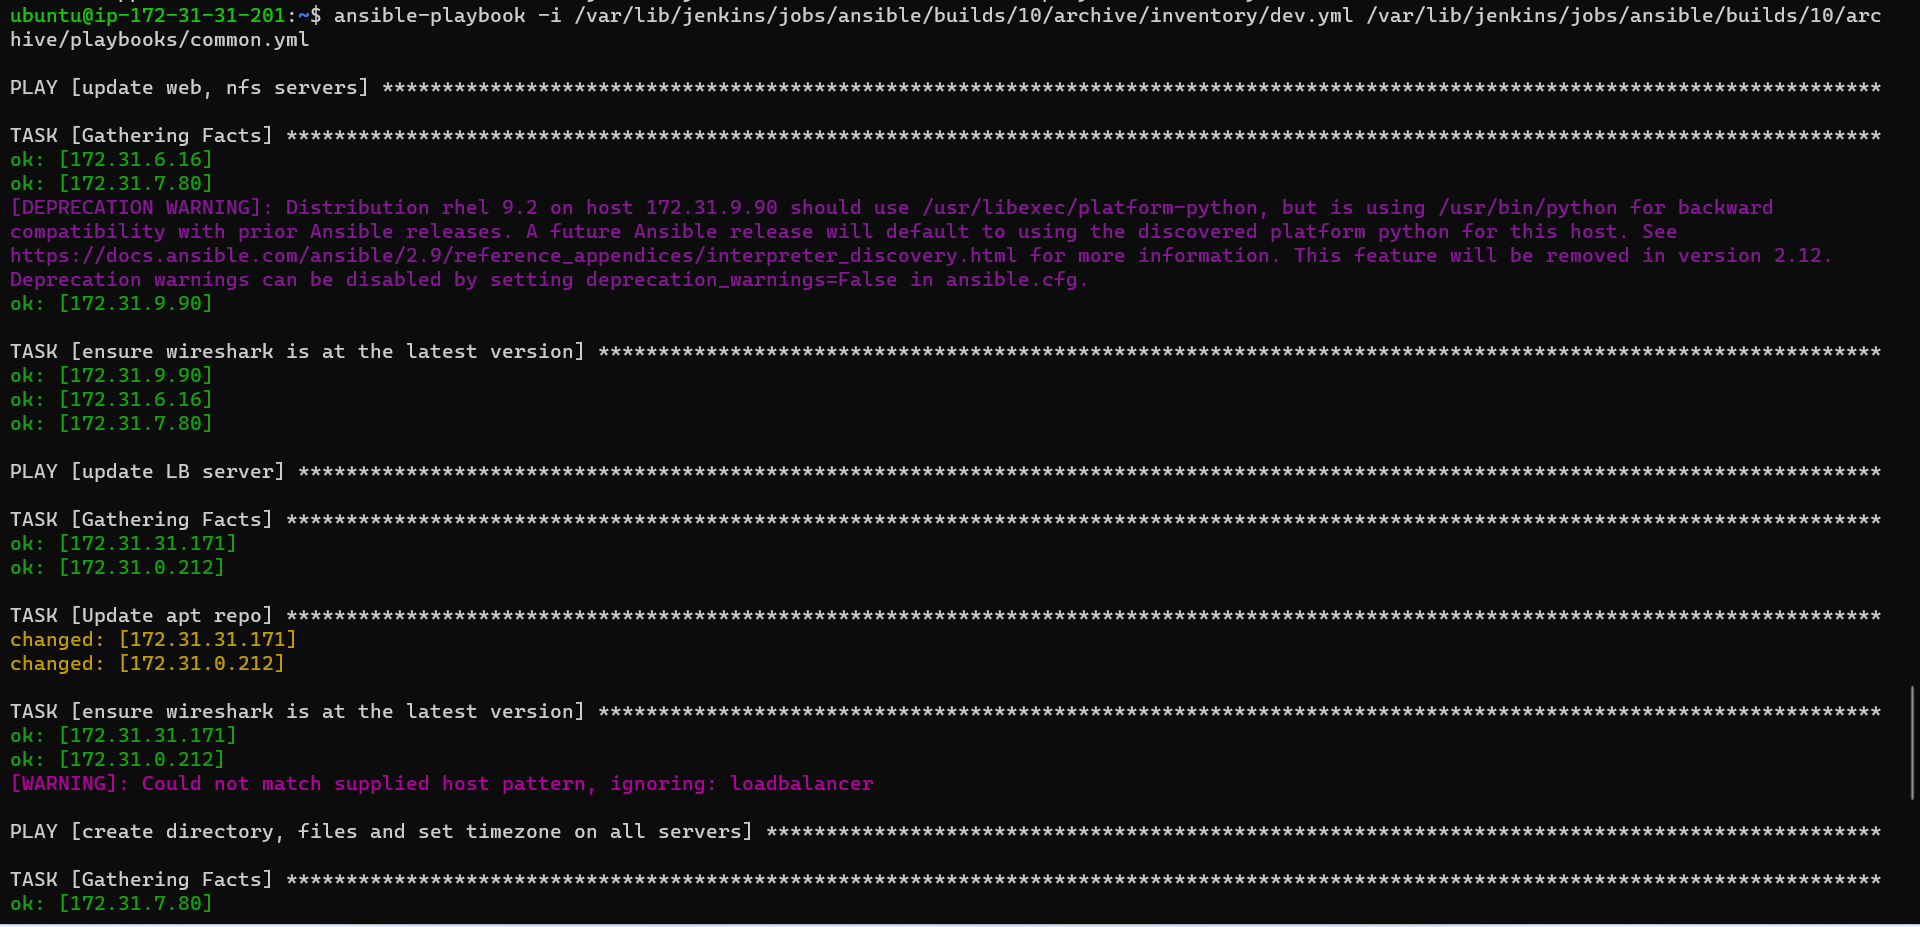 ubuntu@ip-172-31-31-201:~$ ansible-playbook -i /var/lib/jenkins/jobs/ansible/builds/10/archive/inventory/dev.yml /var/lib/jenkins/jobs/ansible/builds/10/arc
hive/playbooks/common.yml
PLAY [update web, nfs servers] *****************************************************************************************************************************
TASK [Gathering Facts] *************************************************************************************************************************************
ok: [172.31.6.16]
ok: [172.31.7.80]
[DEPRECATION WARNING]: Distribution rhel 9.2 on host 172.31.9.90 should use /usr/libexec/platform-python, but is using /usr/bin/python for backward
compatibility with prior Ansible releases. A future Ansible release will default to using the discovered platform python for this host. See
https://docs.ansible.com/ansible/2.9/reference_appendices/interpreter_discovery.html for more information. This feature will be removed in version 2.12.
Deprecation warnings can be disabled by setting deprecation_warnings=False in ansible.cfg.
ok: [172.31.9.90]
TASK [ensure wireshark is at the latest version] ***********************************************************************************************************
ok: [172.31.9.90]
ok: [172.31.6.16]
ok: [172.31.7.80]
PLAY [update LB server] ************************************************************************************************************************************
TASK [Gathering Facts] *************************************************************************************************************************************
ok: [172.31.31.171]
ok: [172.31.0.212]
TASK [Update apt repo] *************************************************************************************************************************************
changed: [172.31.31.171]
changed: [172.31.0.212]
TASK [ensure wireshark is at the latest version] ***********************************************************************************************************
ok: [172.31.31.171]
ok: [172.31.0.212]
[WARNING]: Could not match supplied host pattern, ignoring: loadbalancer
PLAY [create directory, files and set timezone on all servers] *********************************************************************************************
TASK [Gathering Facts] *************************************************************************************************************************************
ok: [172.31.7.80]